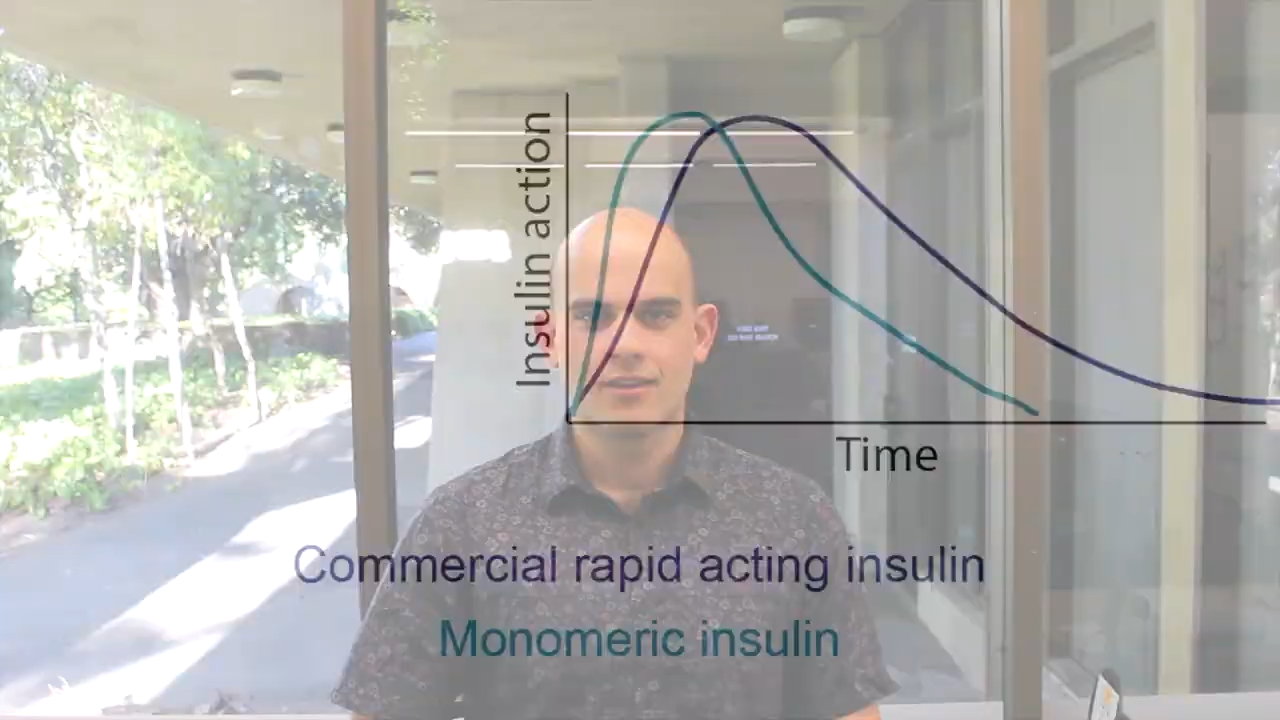 Insulin action
Time
Commercial rapid acting insulin
Monomeric insulin